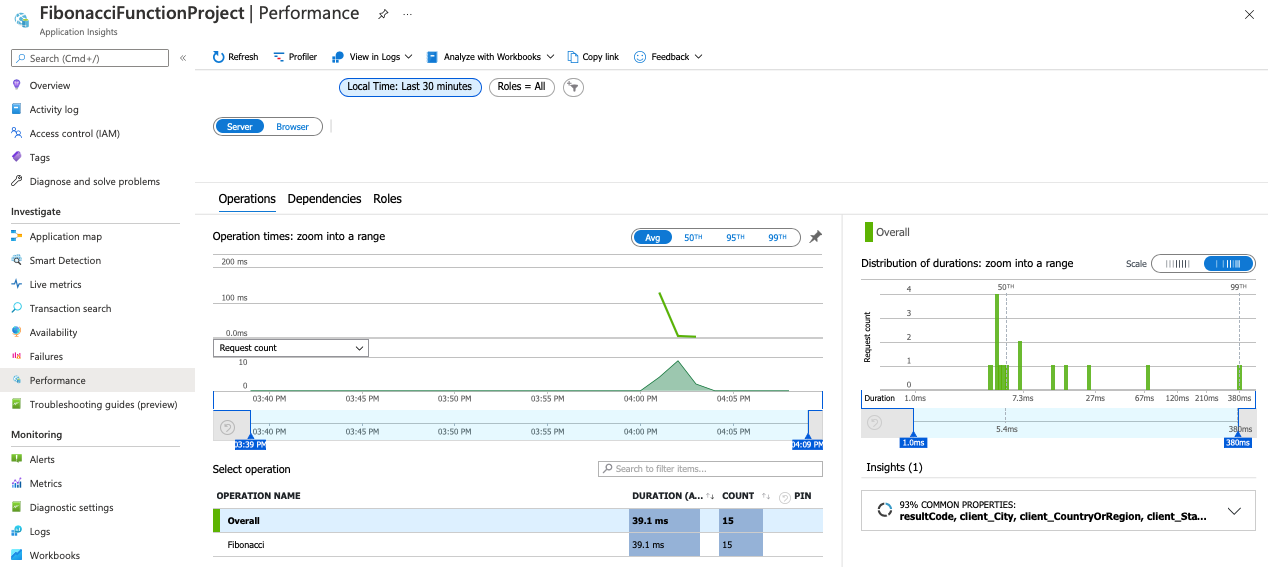 FibonacciFunctionProject | Performance
Application Insights
Search (Cmd+/)
Overview
Activity log
Access control (IAM)
Tags
Diagnose and solve problems
Investigate
Application map
Smart Detection
Live metrics
Transaction search
Availability
Failures
Performance
Troubleshooting guides (preview)
Monitoring
Alerts
Metrics
Diagnostic settings
Logs
Workbooks
Refresh
Profiler
View in Logs
Analyze with Workbooks
Copy link
Feedback
Local Time: Last 30 minutes
Roles = All
Server
Browser
Operations
Dependencies
Roles
Operation times: zoom into a range
Avg
50TH
95TH
99TH
200 ms
100 ms
0.0ms
Request count
10
0
03:40 PM
03:45 PM
03:50 PM
03:55 PM
04:00 PM
04:05 PM
03:40 PM
03:45 PM
03:50 PM
03:55 PM
04:00 PM
04:05 PM
03:39 PM
04:09 PM
Select operation
Search to filter items...
OPERATION NAME
DURATION (A...
COUNT
PIN
Overall
39.1 ms
15
Fibonacci
39.1 ms
15
Overall
Distribution of durations: zoom into a range
Scale
50TH
99TH
Request count
4
3
2
1
0
Duration
1.0ms
7.3ms
27ms
67ms
120ms
210ms
380ms
5.4ms
380ms
1.0ms
380ms
Insights (1)
93% COMMON PROPERTIES:
resultCode, client_City, client_CountryOrRegion, client_Sta...